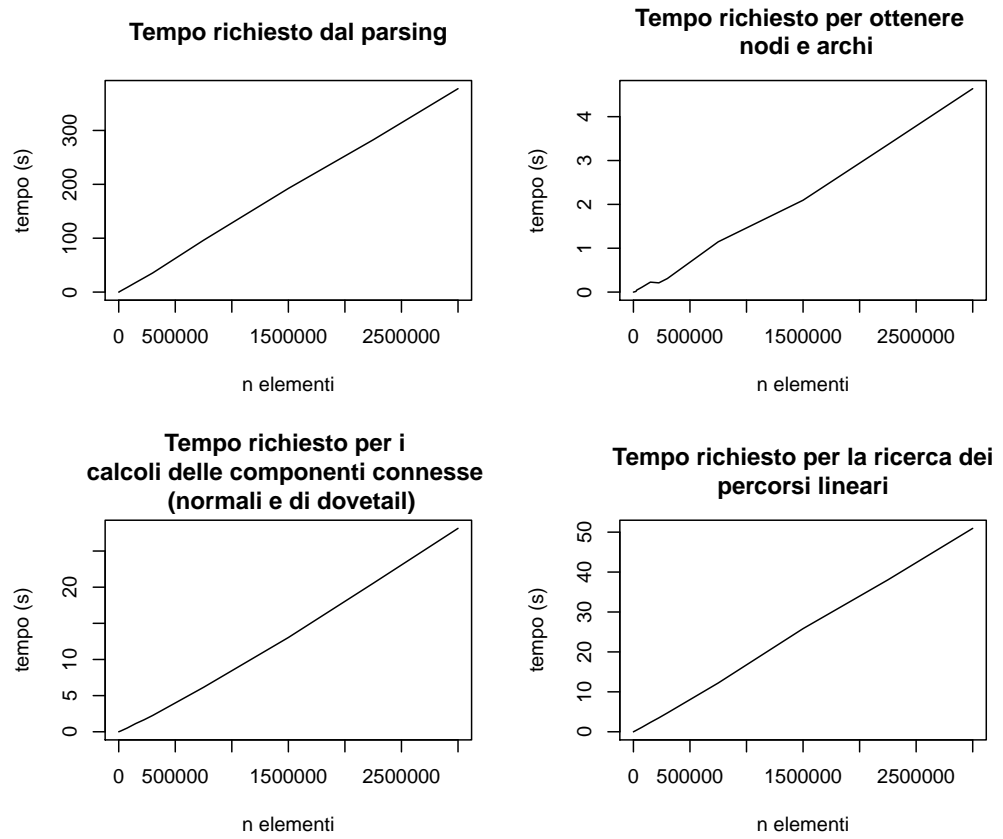 Tempo richiesto dal parsing
tempo (s)
0
100
200
300
0 500000 1500000 2500000
n elementi
Tempo richiesto per ottenere
nodi e archi
tempo (s)
0
1
2
3
4
0 500000 1500000 2500000
n elementi
Tempo richiesto per i
calcoli delle componenti connesse
(normali e di dovetail)
tempo (s)
0
5
10
20
0 500000 1500000 2500000
n elementi
Tempo richiesto per la ricerca dei
percorsi lineari
tempo (s)
0
10
20
30
40
50
0 500000 1500000 2500000
n elementi